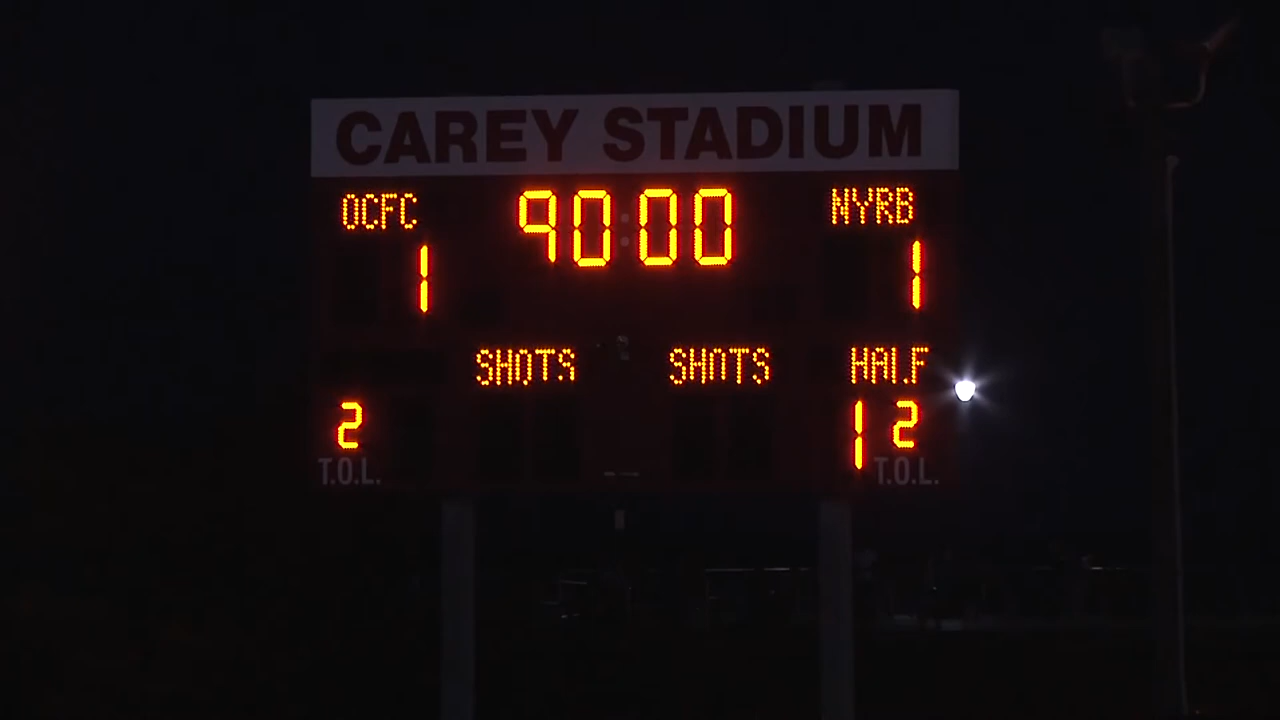 CAREY STADIUM
OCFC 90:00 NYRB
1 1
SHOTS SHOTS HALF
2 1 2
T.O.L. T.O.L.